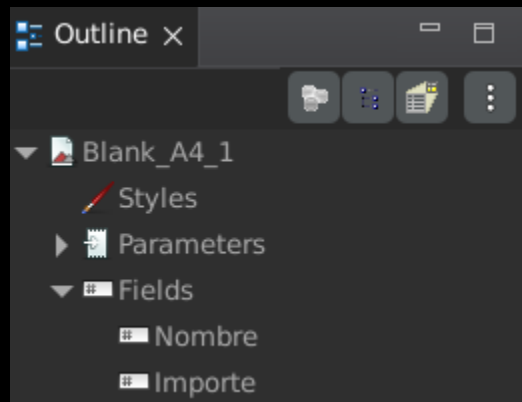 Outline
Blank_A4_1
Styles
Parameters
Fields
Nombre
Importe